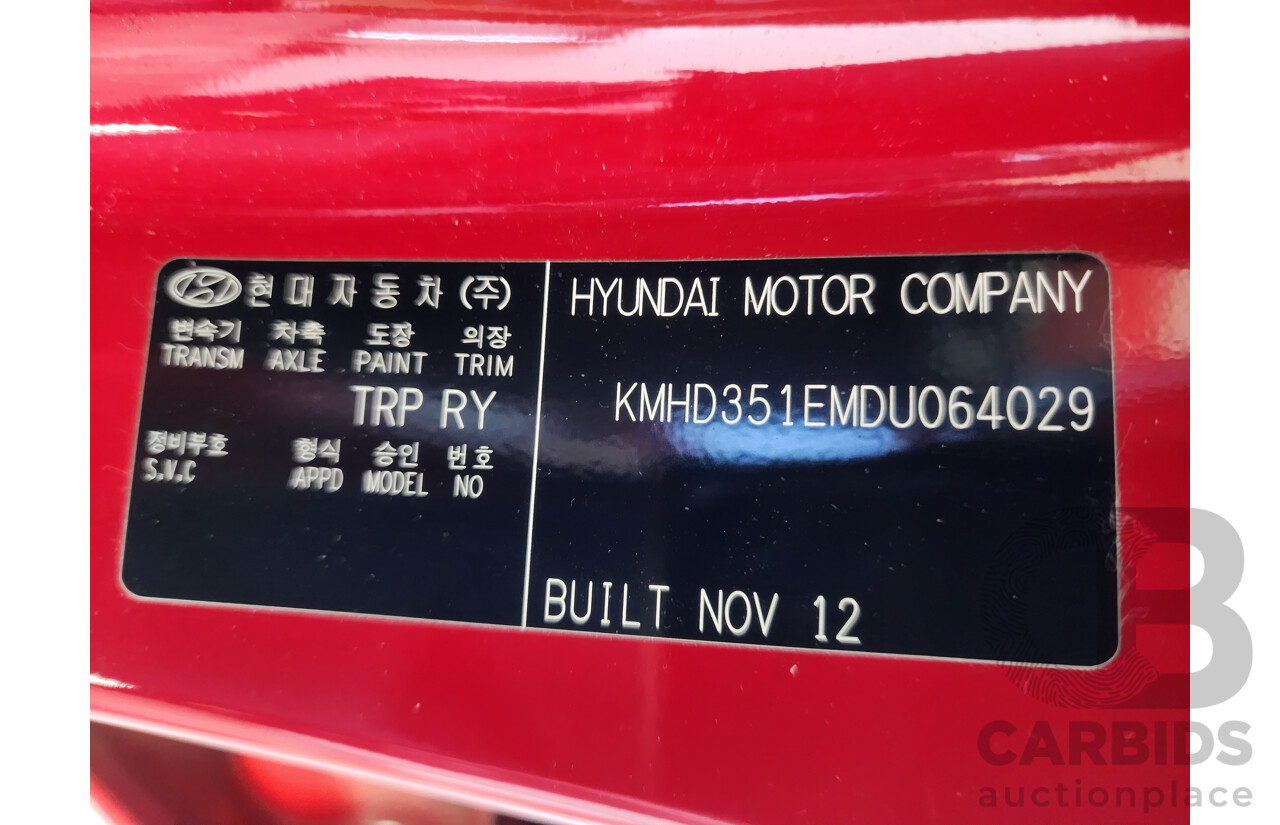 현대자동차(주)
변속기 차축 도장 의장
TRANSM AXLE PAINT TRIM
TRP RY
정비부호 형식 승인 번호
S.V.C APPD MODEL NO
HYUNDAI MOTOR COMPANY
KMHD351EMDU064029
BUILT NOV 12
CARBIDS
auctionplace